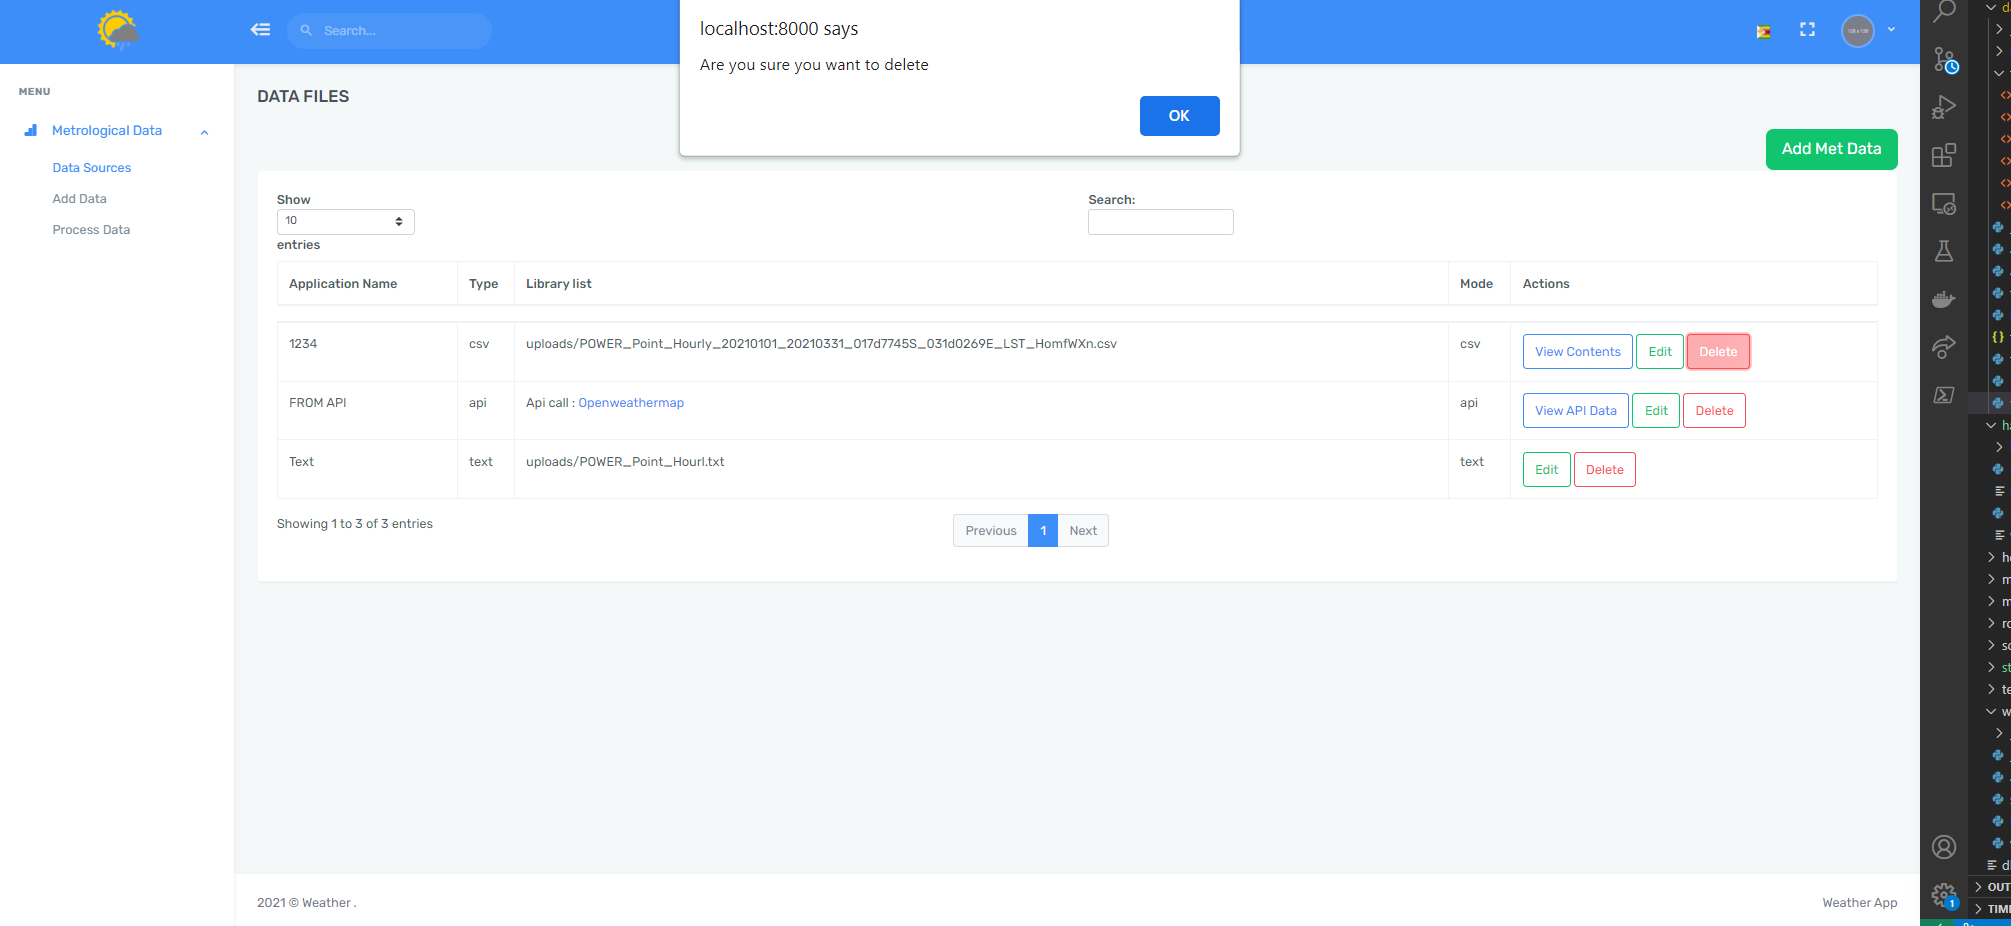 localhost:8000 says
Are you sure you want to delete
OK
Search...
MENU
Metrological Data
Data Sources
Add Data
Process Data
DATA FILES
Add Met Data
Show
10
entries
Search:
Application Name Type Library list Mode Actions
1234 csv uploads/POWER_Point_Hourly_20210101_20210331_017d7745S_031d0269E_LST_HomfWXn.csv csv View Contents Edit Delete
FROM API api Api call : Openweathermap api View API Data Edit Delete
Text text uploads/POWER_Point_Hourl.txt text Edit Delete
Showing 1 to 3 of 3 entries
Previous 1 Next
2021 © Weather .
Weather App
1